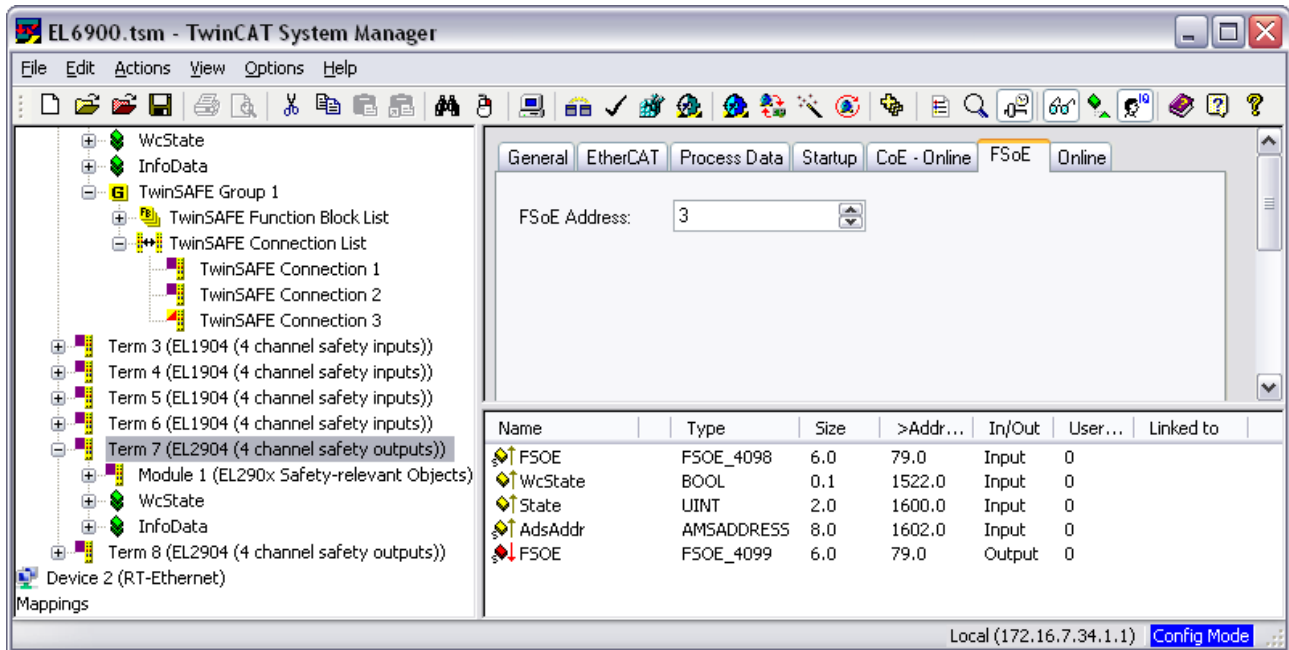 EL6900.tsm - TwinCAT System Manager
File Edit Actions View Options Help
WcState
InfoData
TwinSAFE Group 1
TwinSAFE Function Block List
TwinSAFE Connection List
TwinSAFE Connection 1
TwinSAFE Connection 2
TwinSAFE Connection 3
Term 3 (EL1904 (4 channel safety inputs))
Term 4 (EL1904 (4 channel safety inputs))
Term 5 (EL1904 (4 channel safety inputs))
Term 6 (EL1904 (4 channel safety inputs))
Term 7 (EL2904 (4 channel safety outputs))
Module 1 (EL290x Safety-relevant Objects)
WcState
InfoData
Term 8 (EL2904 (4 channel safety outputs))
Device 2 (RT-Ethernet)
Mappings
General EtherCAT Process Data Startup CoE - Online FSoE Online
FSoE Address: 3
Name Type Size >Addr... In/Out User... Linked to
FSOE FSOE_4098 6.0 79.0 Input 0
WcState BOOL 0.1 1522.0 Input 0
State UINT 2.0 1600.0 Input 0
AdsAddr AMSADDRESS 8.0 1602.0 Input 0
FSOE FSOE_4099 6.0 79.0 Output 0
Local (172.16.7.34.1.1) Config Mode